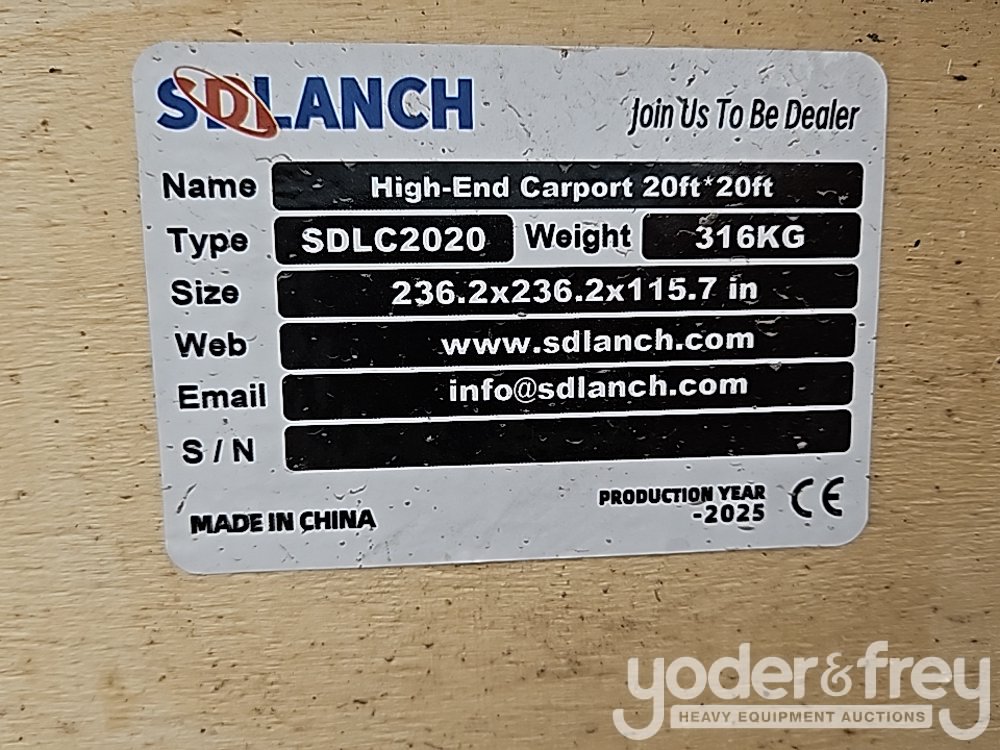 SDLANCH
Join Us To Be Dealer
Name High-End Carport 20ft*20ft
Type SDLC2020 Weight 316KG
Size 236.2x236.2x115.7 in
Web www.sdlanch.com
Email info@sdlanch.com
S / N
MADE IN CHINA
PRODUCTION YEAR
-2025
CE
yoder&frey
HEAVY EQUIPMENT AUCTIONS